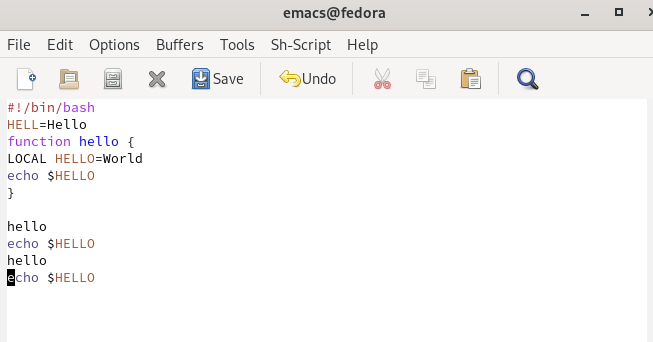 emacs@fedora
File Edit Options Buffers Tools Sh-Script Help
Save Undo
#!/bin/bash
HELL=Hello
function hello {
LOCAL HELLO=World
echo $HELLO
}
hello
echo $HELLO
hello
echo $HELLO